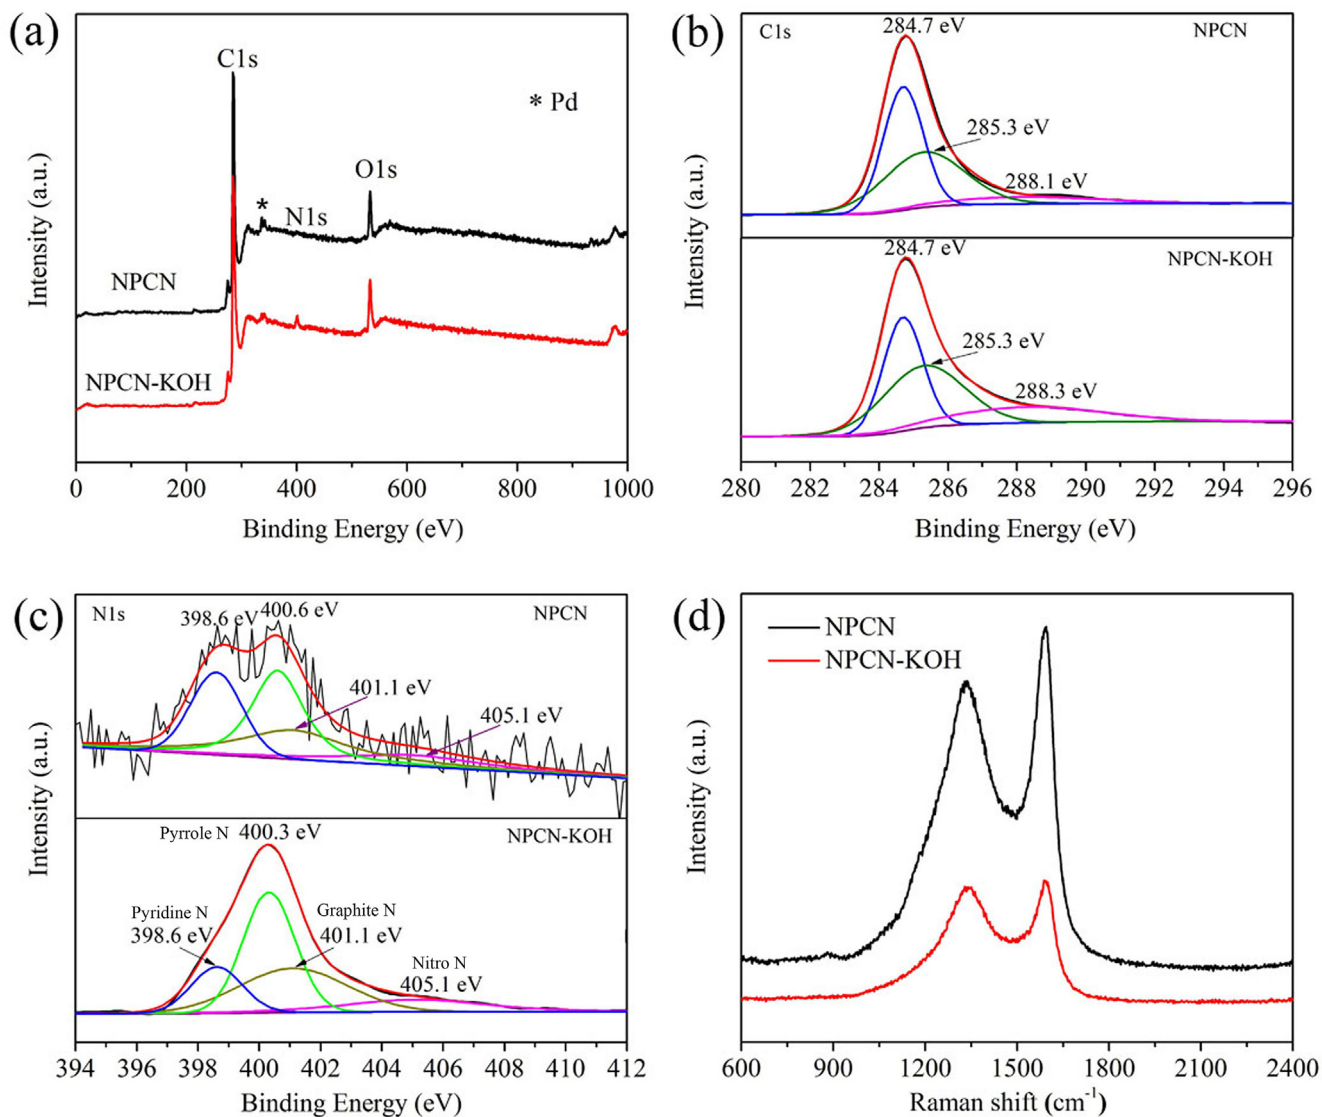 (a)
C1s
* Pd
O1s
*
N1s
NPCN
NPCN-KOH
Intensity (a.u.)
0 200 400 600 800 1000
Binding Energy (eV)
(b)
C1s
284.7 eV
NPCN
285.3 eV
288.1 eV
284.7 eV
NPCN-KOH
285.3 eV
288.3 eV
Intensity (a.u.)
280 282 284 286 288 290 292 294 296
Binding Energy (eV)
(c)
N1s
398.6 eV
400.6 eV
NPCN
401.1 eV
405.1 eV
Pyrrole N 400.3 eV
NPCN-KOH
Pyridine N
398.6 eV
Graphite N
401.1 eV
Nitro N
405.1 eV
Intensity (a.u.)
394 396 398 400 402 404 406 408 410 412
Binding Energy (eV)
(d)
NPCN
NPCN-KOH
Intensity (a.u.)
600 900 1200 1500 1800 2100 2400
Raman shift (cm⁻¹)